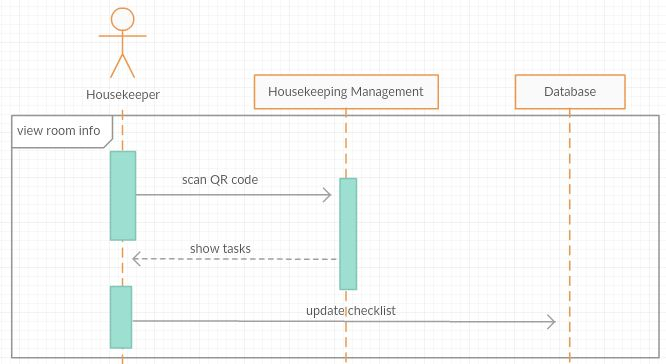 Housekeeper
Housekeeping Management
Database
view room info
scan QR code
show tasks
update checklist